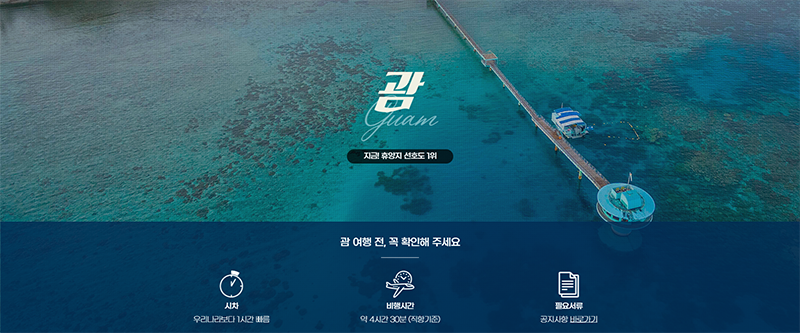 괌
Guam
지금! 휴양지 선호도 1위
괌 여행 전, 꼭 확인해 주세요
시차
우리나라보다 1시간 빠름
비행시간
약 4시간 30분 (직항기준)
필요서류
공지사항 바로가기